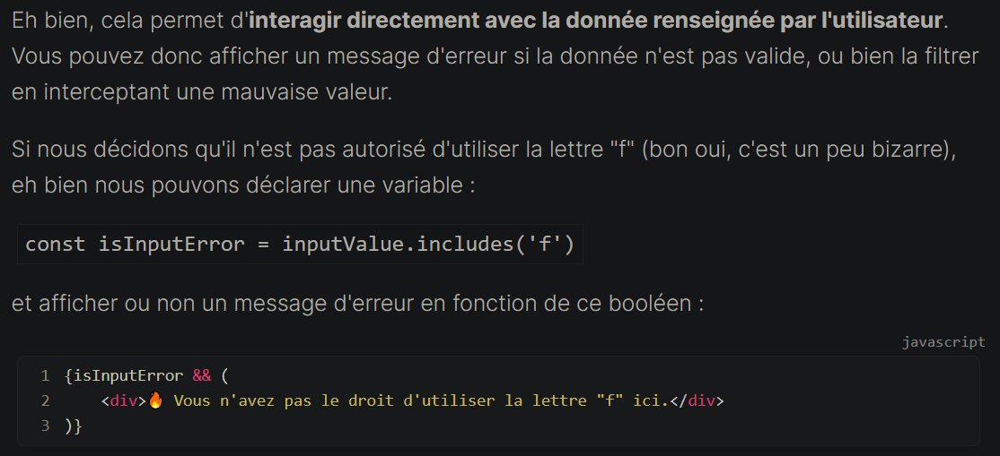 Eh bien, cela permet d'interagir directement avec la donnée renseignée par l'utilisateur.
Vous pouvez donc afficher un message d'erreur si la donnée n'est pas valide, ou bien la filtrer
en interceptant une mauvaise valeur.
Si nous décidons qu'il n'est pas autorisé d'utiliser la lettre "f" (bon oui, c'est un peu bizarre),
eh bien nous pouvons déclarer une variable :
const isInputError = inputValue.includes('f')
et afficher ou non un message d'erreur en fonction de ce booléen :
javascript
1 {isInputError && (
2 <div>🔥 Vous n'avez pas le droit d'utiliser la lettre "f" ici.</div>
3 )}